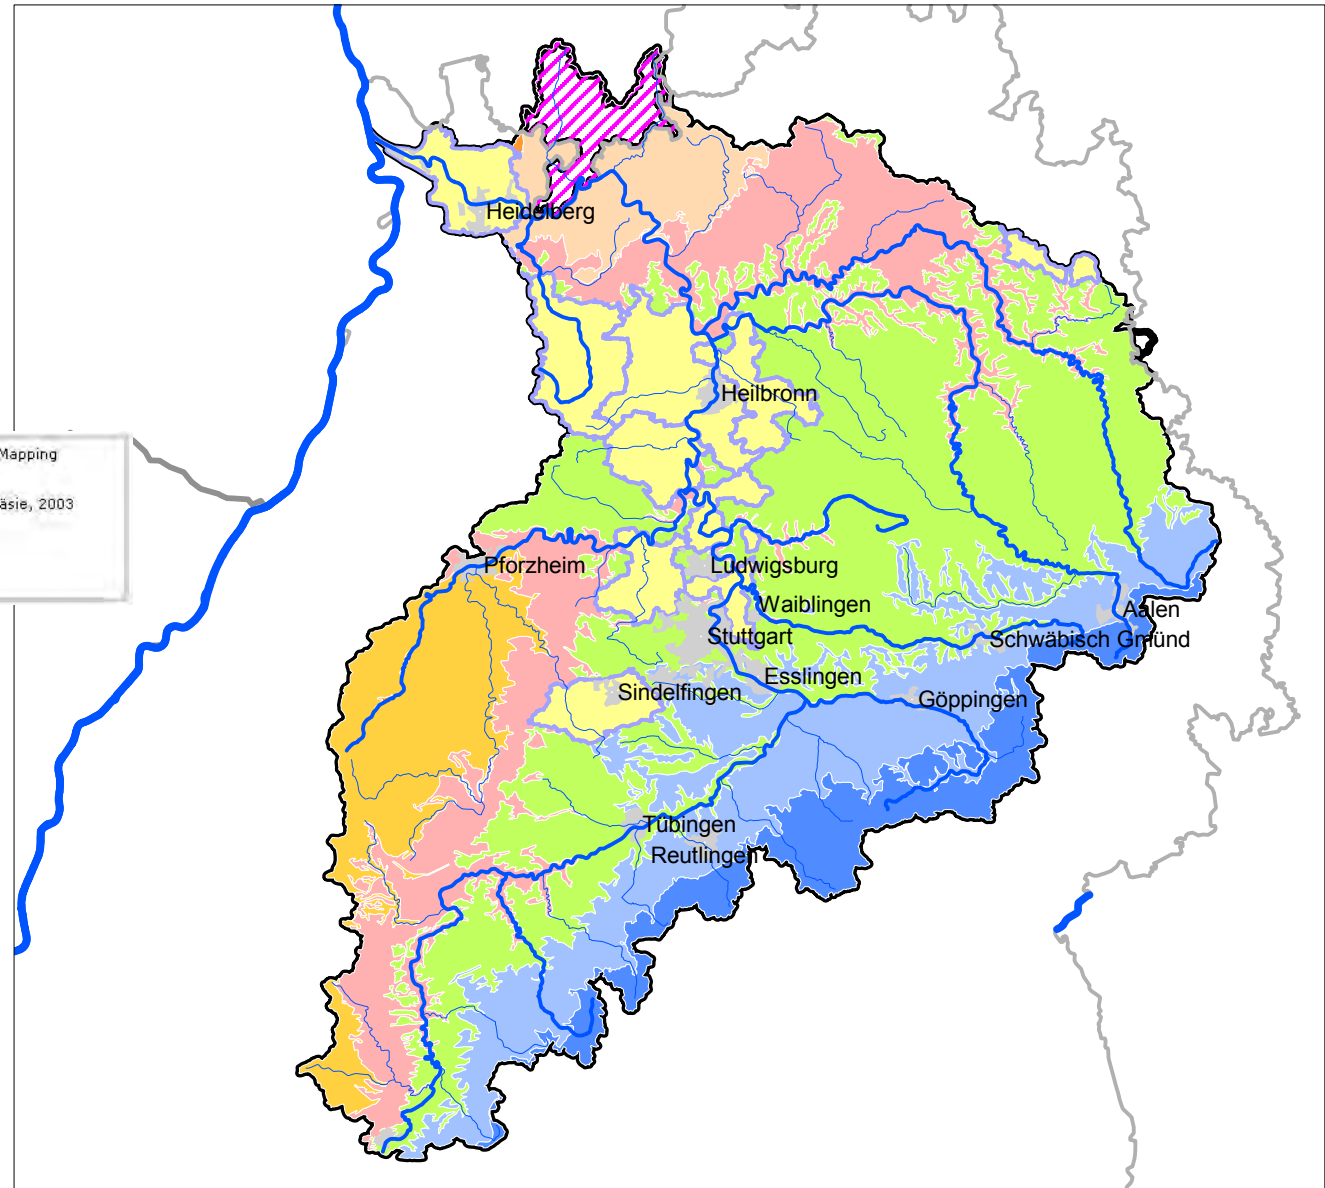 Heidelberg
Heilbronn
Mapping
äsie, 2003
Pforzheim
Ludwigsburg
Waiblingen
Aalen
Stuttgart
Schwäbisch Gmünd
Esslingen
Sindelfingen
Göppingen
Tübingen
Reutlingen